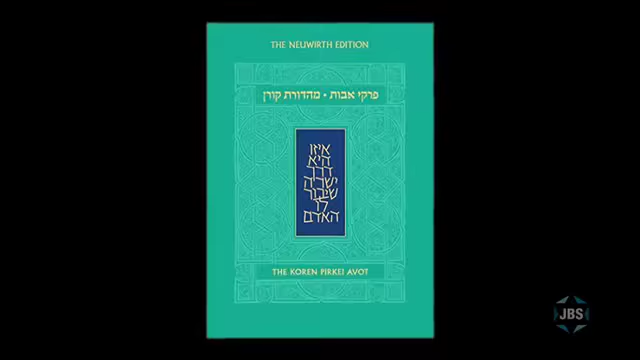 THE NEUWIRTH EDITION
פרקי אבות • מהדורת קורן
איזו
היא
דרך
ישרה
שיבור
לו
האדם
THE KOREN PIRKEI AVOT
JBS